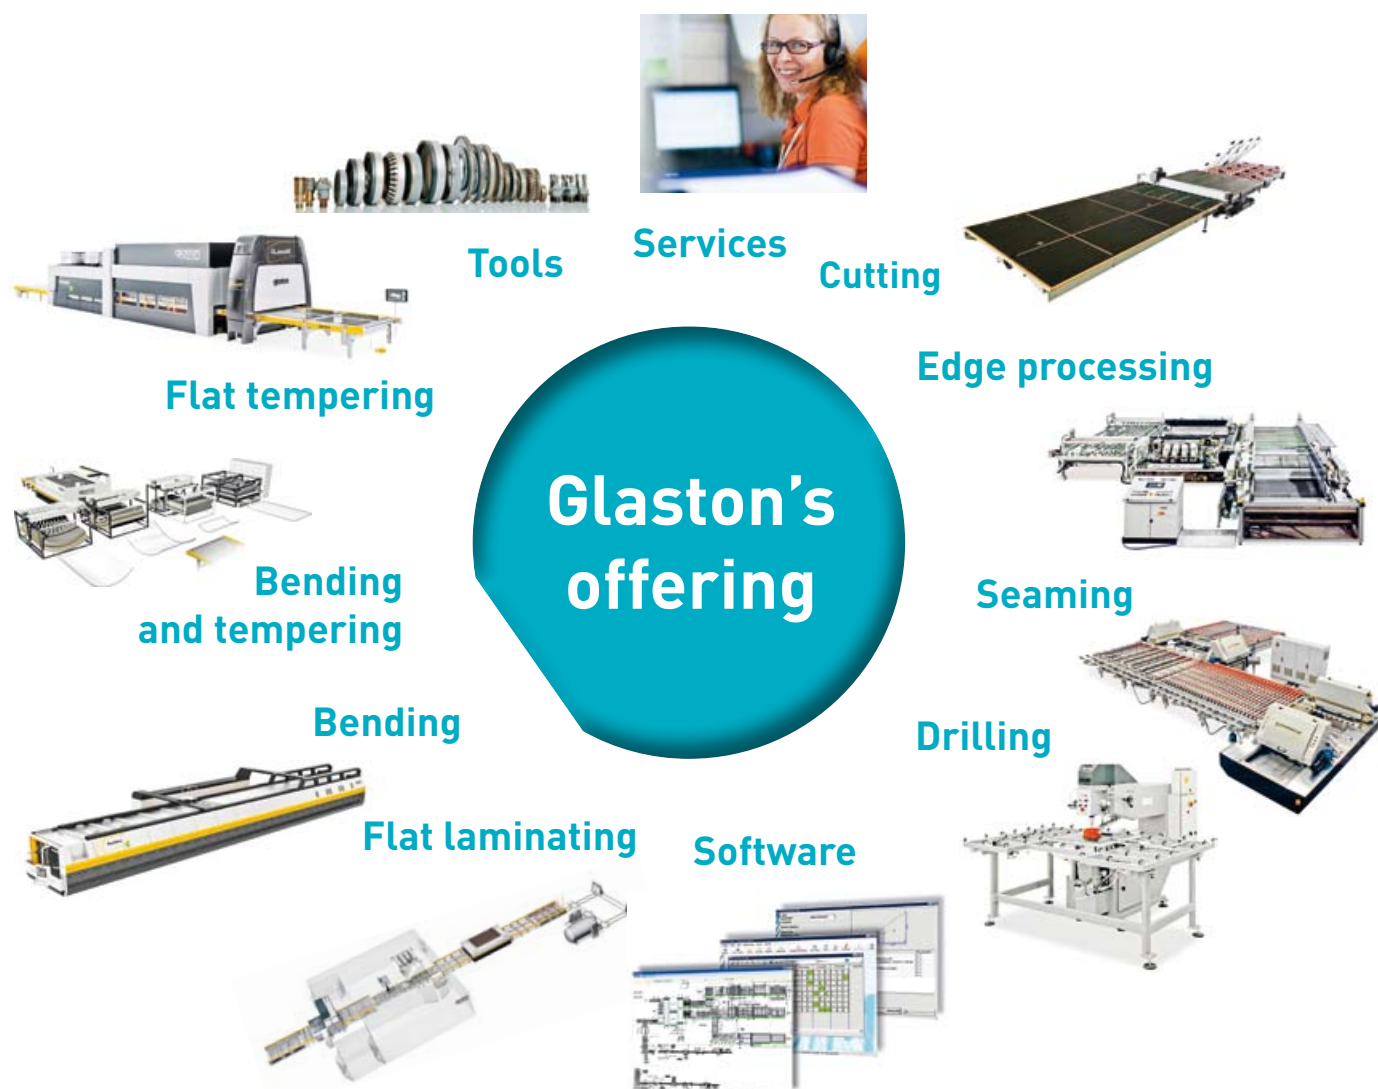 Services
Tools
Cutting
Edge processing
Flat tempering
Glaston’s
offering
Bending
and tempering
Seaming
Bending
Drilling
Flat laminating
Software